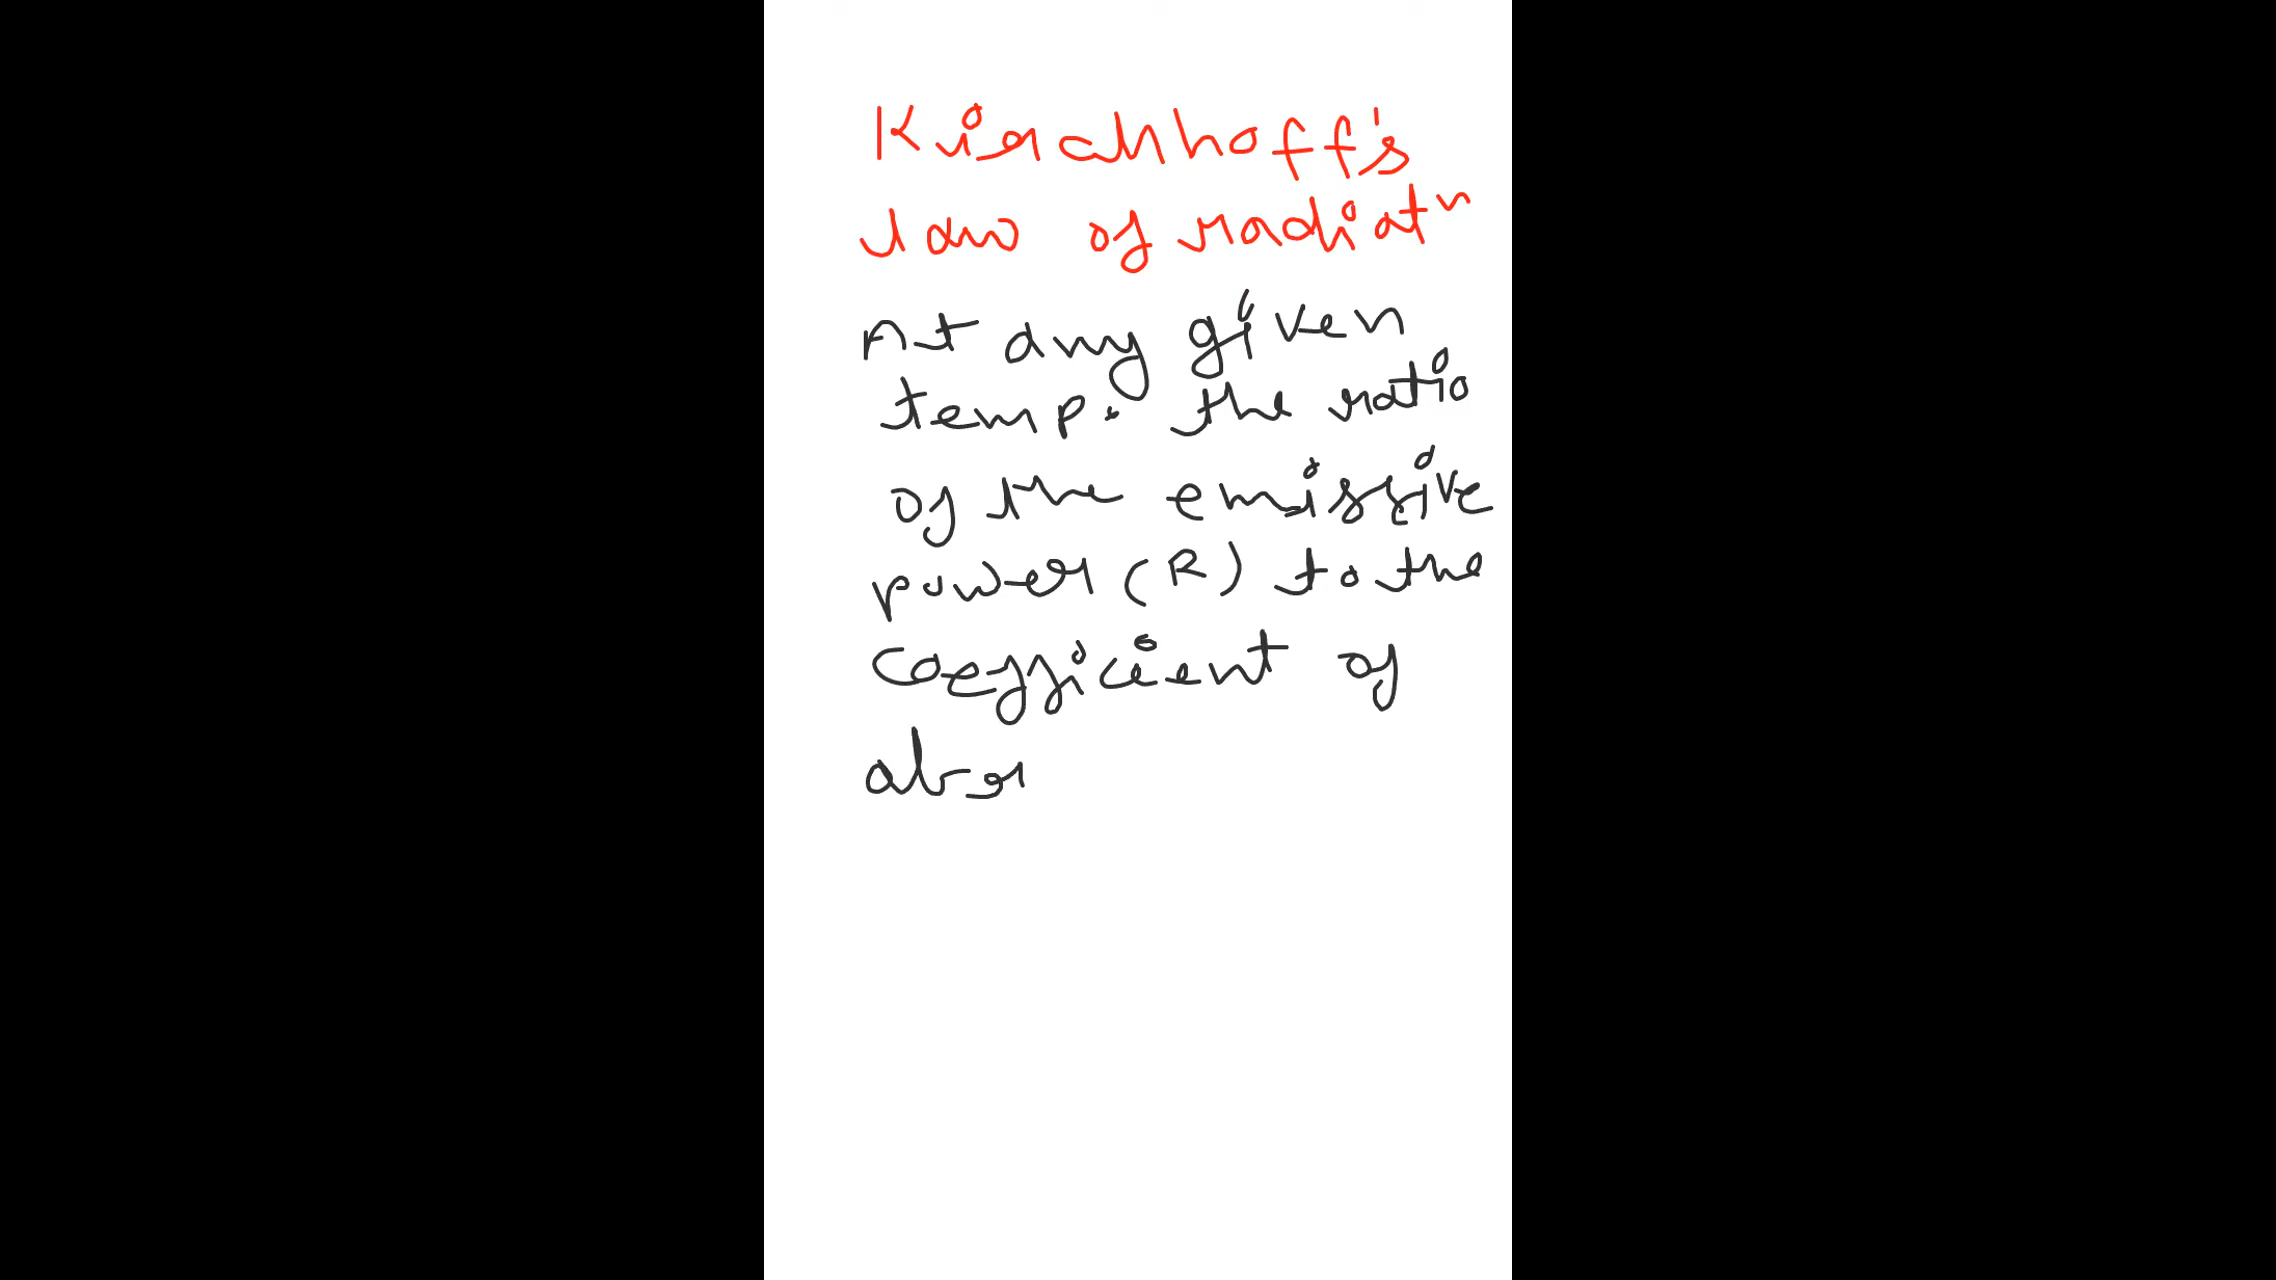 Kirchhoff's
law of radiatⁿ
At any given
temp. the ratio
of the emissive
power (R) to the
coefficient of